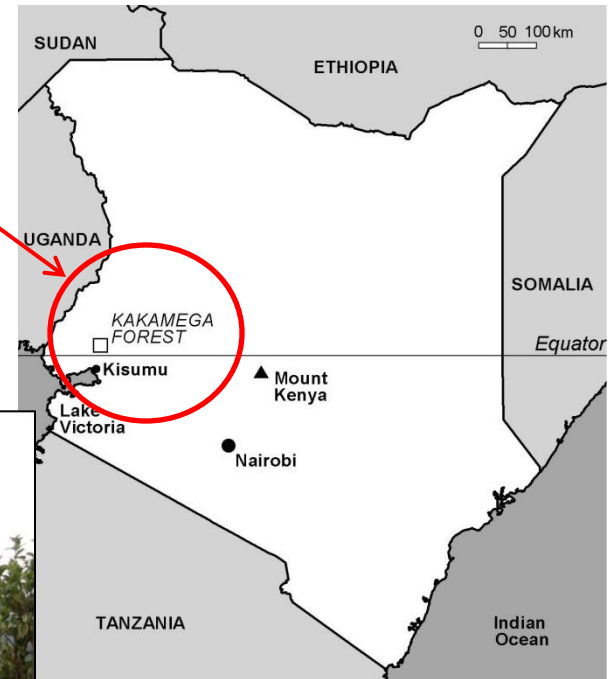 SUDAN
0 50 100 km
ETHIOPIA
UGANDA
SOMALIA
KAKAMEGA
FOREST
Equator
Kisumu
Mount
Kenya
Lake
Victoria
Nairobi
TANZANIA
Indian
Ocean